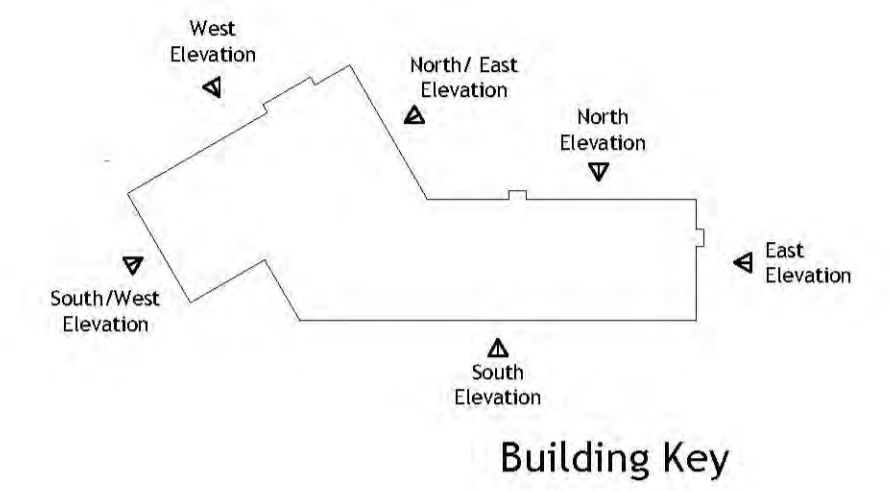 West
Elevation
North/ East
Elevation
North
Elevation
East
Elevation
South/West
Elevation
South
Elevation
Building Key